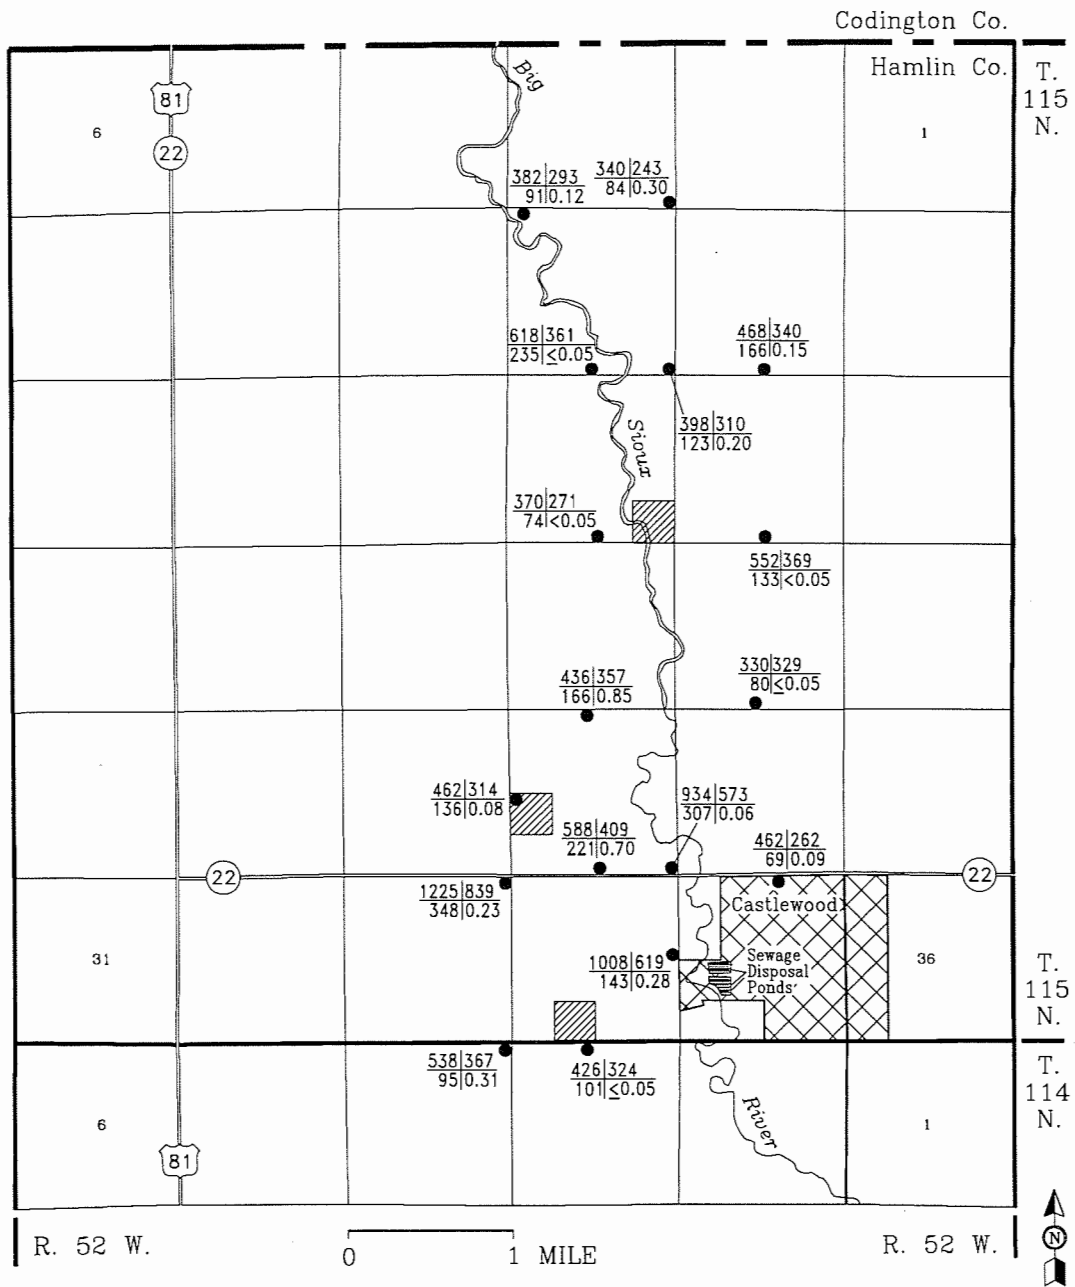 Codington Co.
Hamlin Co.
T.
115
N.
81
22
6
1
Big
382|293
91|0.12
340|243
84|0.30
618|361
235|≤0.05
468|340
166|0.15
398|310
123|0.20
Sioux
370|271
74|<0.05
552|369
133|<0.05
436|357
166|0.85
330|329
80|≤0.05
462|314
136|0.08
934|573
307|0.06
588|409
221|0.70
462|262
69|0.09
22
22
1225|839
348|0.23
Castlewood
31
1008|619
143|0.28
Sewage
Disposal
Ponds
36
T.
115
N.
538|367
95|0.31
426|324
101|≤0.05
T.
114
N.
6
81
River
1
R. 52 W.
0 1 MILE
R. 52 W.
N